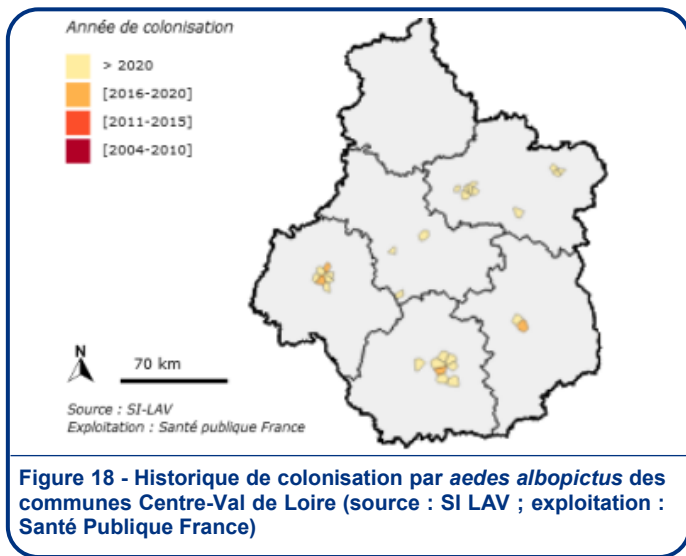 Année de colonisation
> 2020
[2016-2020]
[2011-2015]
[2004-2010]
N
70 km
Source : SI-LAV
Exploitation : Santé publique France
Figure 18 - Historique de colonisation par aedes albopictus des
communes Centre-Val de Loire (source : SI LAV ; exploitation :
Santé Publique France)